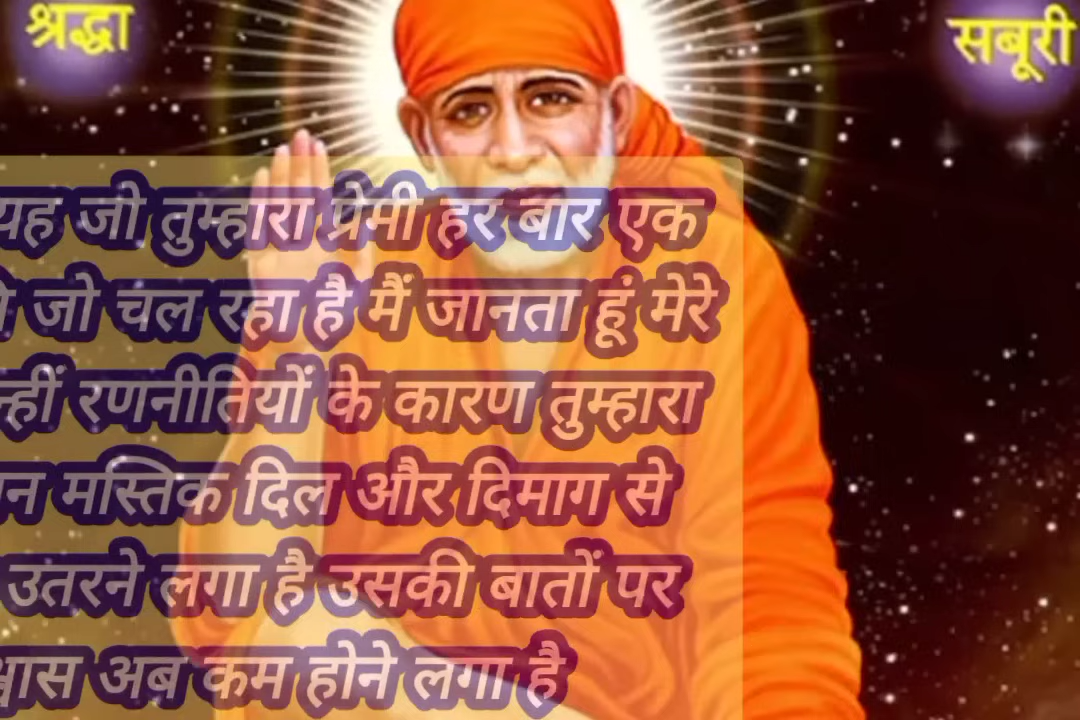 श्रद्धा
सबूरी
यह जो तुम्हारा प्रेमी हर बार एक
जो चल रहा है मैं जानता हूं मेरे
रणनीतियों के कारण तुम्हारा
मस्तिक दिल और दिमाग से
उतरने लगा है उसकी बातों पर
अब कम होने लगा है